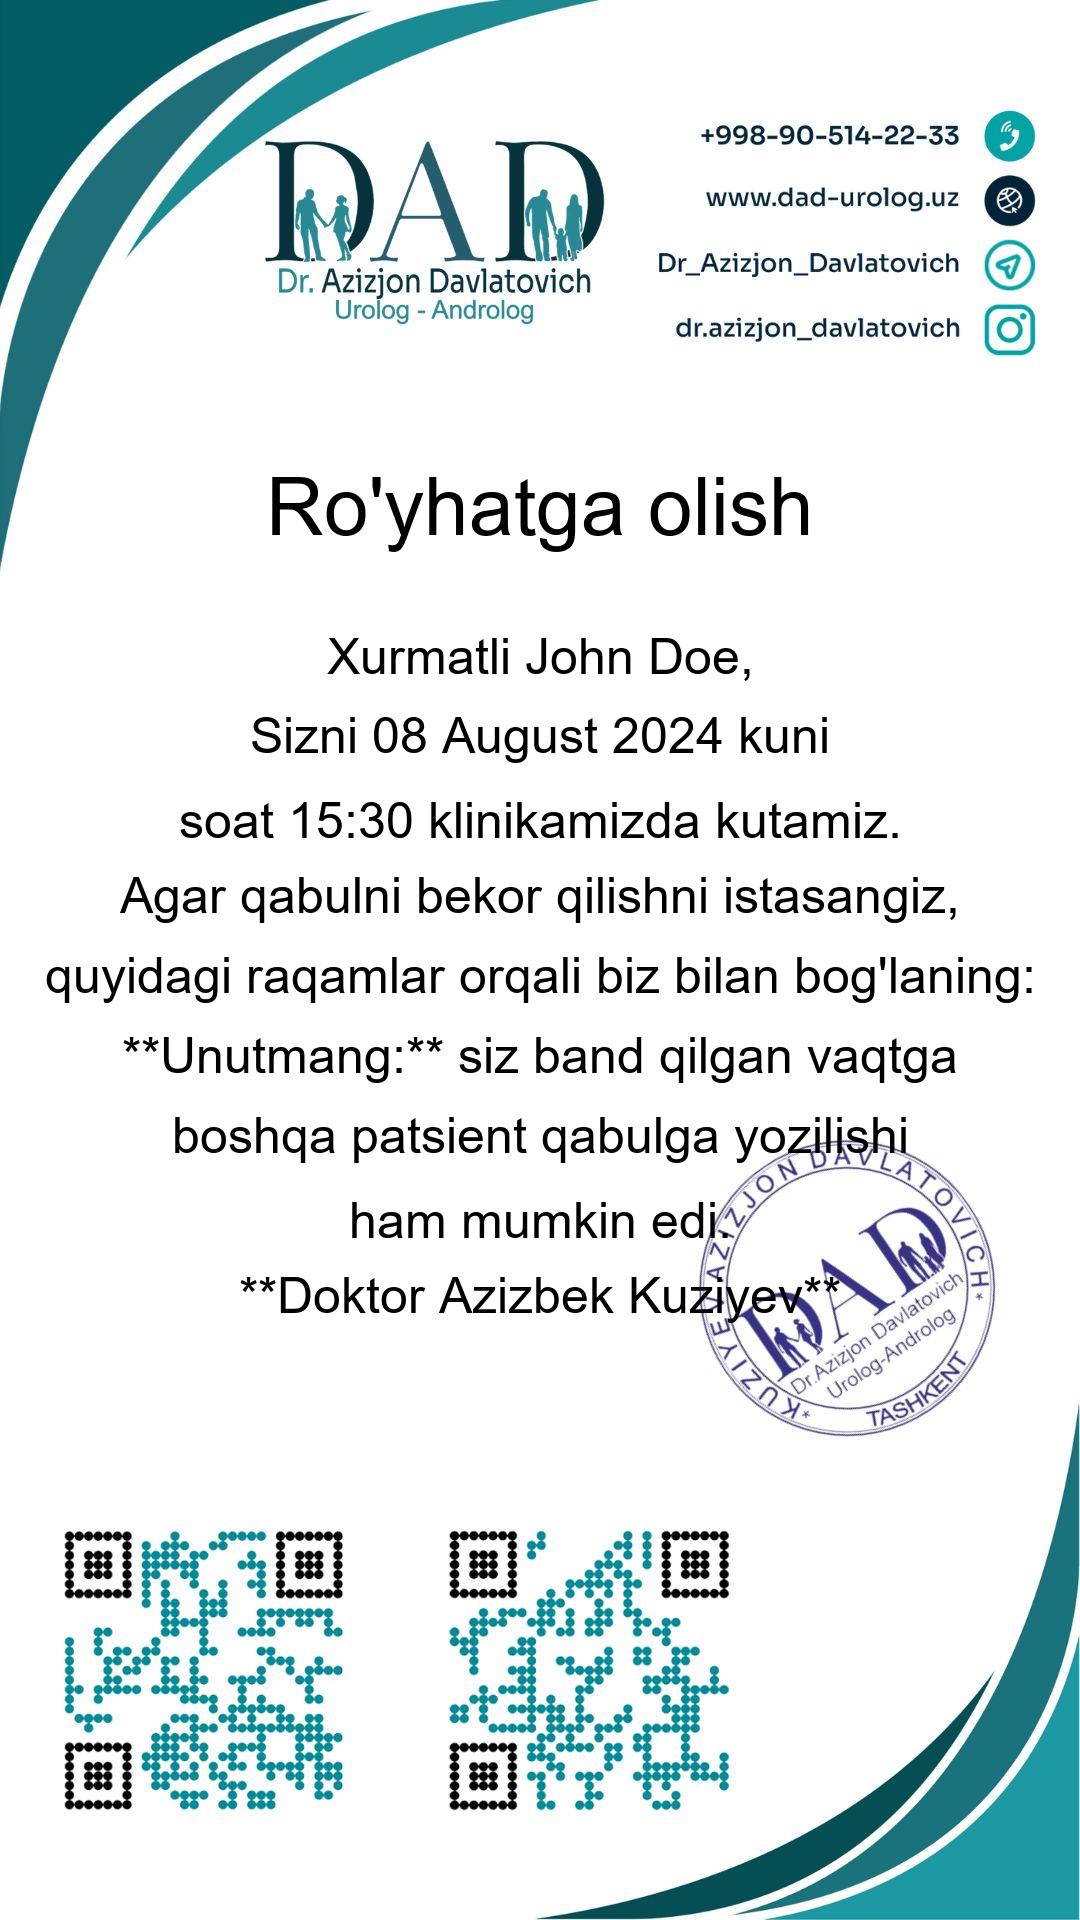 +998-90-514-22-33
www.dad-urolog.uz
Dr_Azizjon_Davlatovich
dr.azizjon_davlatovich
DAD
Dr. Azizjon Davlatovich
Urolog - Androlog
Ro'yhatga olish
Xurmatli John Doe,
Sizni 08 August 2024 kuni
soat 15:30 klinikamizda kutamiz.
Agar qabulni bekor qilishni istasangiz,
quyidagi raqamlar orqali biz bilan bog'laning:
**Unutmang:** siz band qilgan vaqtga
boshqa patsient qabulga yozilishi
ham mumkin edi.
**Doktor Azizbek Kuziyev**
*KUZIYEV AZIZJON DAVLATOVICH*
DAD
Dr.Azizjon Davlatovich
Urolog-Androlog
TASHKENT